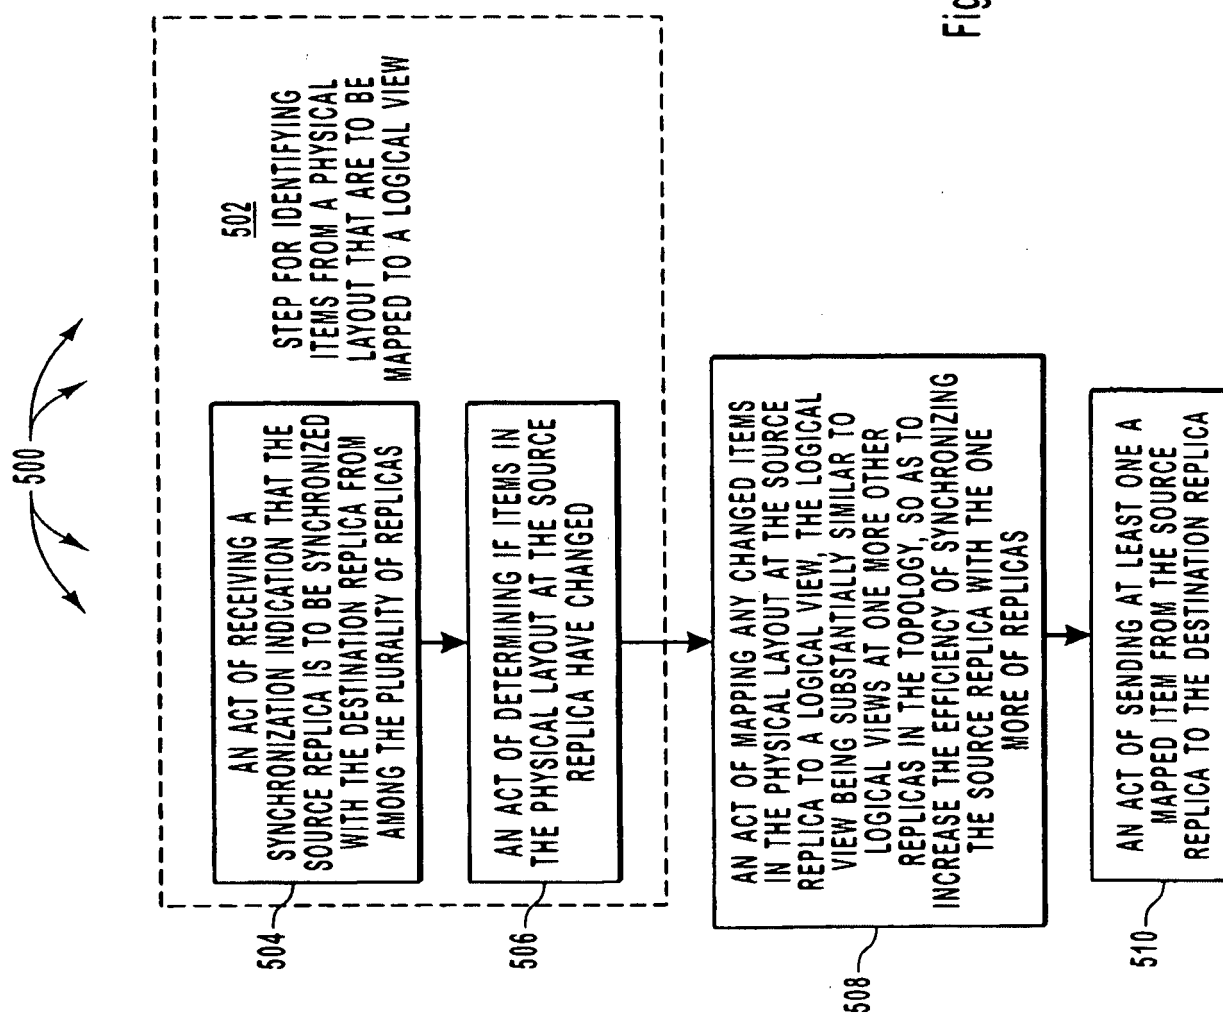 500
502
STEP FOR IDENTIFYING
ITEMS FROM A PHYSICAL
LAYOUT THAT ARE TO BE
MAPPED TO A LOGICAL VIEW
504
AN ACT OF RECEIVING A
SYNCHRONIZATION INDICATION THAT THE
SOURCE REPLICA IS TO BE SYNCHRONIZED
WITH THE DESTINATION REPLICA FROM
AMONG THE PLURALITY OF REPLICAS
506
AN ACT OF DETERMINING IF ITEMS IN
THE PHYSICAL LAYOUT AT THE SOURCE
REPLICA HAVE CHANGED
508
AN ACT OF MAPPING ANY CHANGED ITEMS
IN THE PHYSICAL LAYOUT AT THE SOURCE
REPLICA TO A LOGICAL VIEW, THE LOGICAL
VIEW BEING SUBSTANTIALLY SIMILAR TO
LOGICAL VIEWS AT ONE MORE OTHER
REPLICAS IN THE TOPOLOGY, SO AS TO
INCREASE THE EFFICIENCY OF SYNCHRONIZING
THE SOURCE REPLICA WITH THE ONE
MORE OF REPLICAS
510
AN ACT OF SENDING AT LEAST ONE A
MAPPED ITEM FROM THE SOURCE
REPLICA TO THE DESTINATION REPLICA
Fig